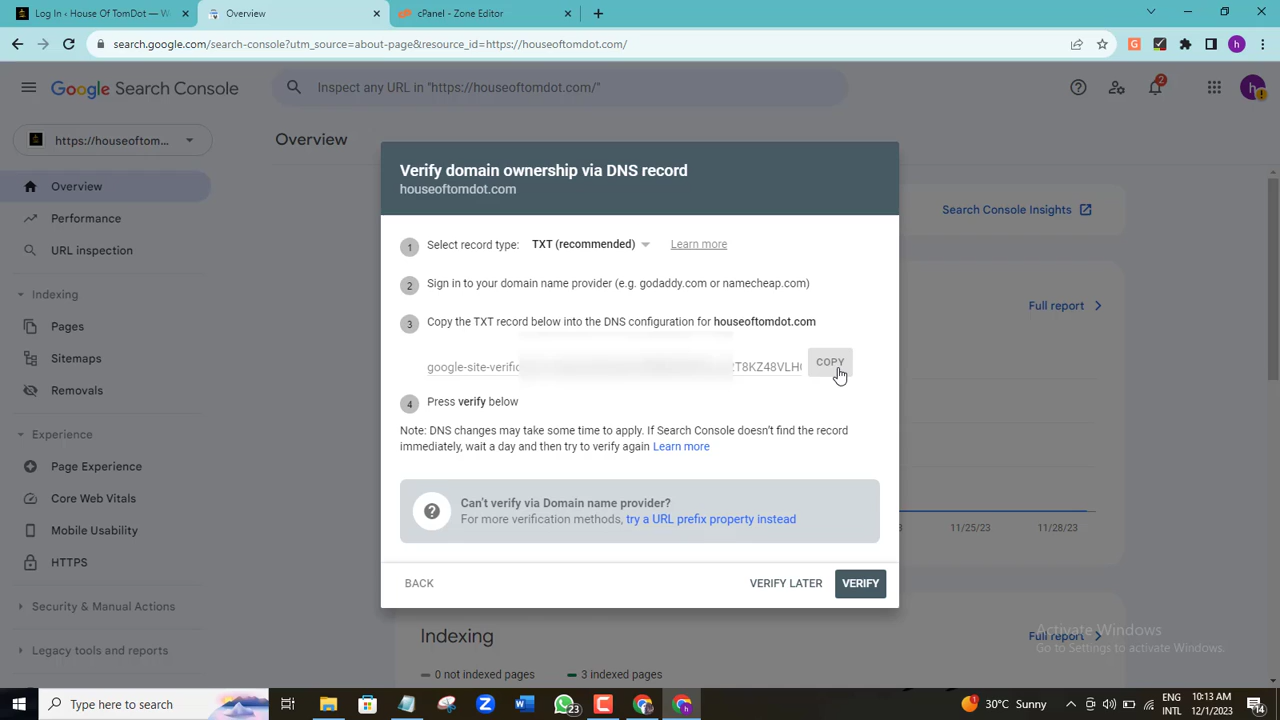 Log In ‹ House Of TomDot — W
Overview
cPanel - Zone Editor
search.google.com/search-console?utm_source=about-page&resource_id=https://houseoftomdot.com/
Google Search Console
Inspect any URL in "https://houseoftomdot.com/"
2
https://houseoftom...
Overview
Overview
Performance
URL inspection
Indexing
Pages
Sitemaps
Removals
Experience
Page Experience
Core Web Vitals
Mobile Usability
HTTPS
Security & Manual Actions
Legacy tools and reports
Search Console Insights
Full report
11/25/23
11/28/23
Verify domain ownership via DNS record
houseoftomdot.com
1 Select record type: TXT (recommended) Learn more
2 Sign in to your domain name provider (e.g. godaddy.com or namecheap.com)
3 Copy the TXT record below into the DNS configuration for houseoftomdot.com
google-site-verific
T8KZ48VLH
COPY
4 Press verify below
Note: DNS changes may take some time to apply. If Search Console doesn't find the record
immediately, wait a day and then try to verify again Learn more
Can't verify via Domain name provider?
For more verification methods, try a URL prefix property instead
BACK
VERIFY LATER
VERIFY
Indexing
Full report
not indexed pages
3 indexed pages
Activate Windows
Go to Settings to activate Windows.
Type here to search
23
1
30°C Sunny
ENG
INTL
10:13 AM
12/1/2023
14